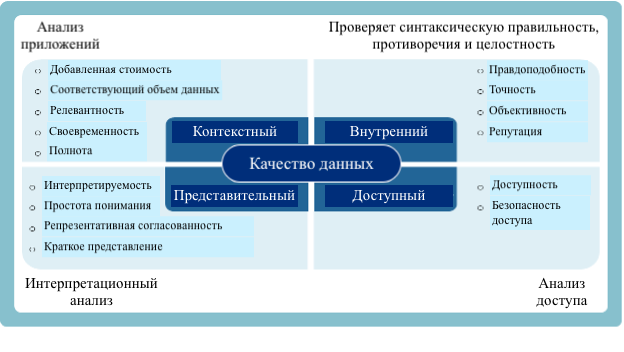 Анализ
приложений
Проверяет синтаксическую правильность,
противоречия и целостность
Добавленная стоимость
Соответствующий объем данных
Релевантность
Своевременность
Полнота
Правдоподобность
Точность
Объективность
Репутация
Контекстный
Внутренний
Качество данных
Представительный
Доступный
Интерпретируемость
Простота понимания
Репрезентативная согласованность
Краткое представление
Доступность
Безопасность
доступа
Интерпретационный
анализ
Анализ
доступа